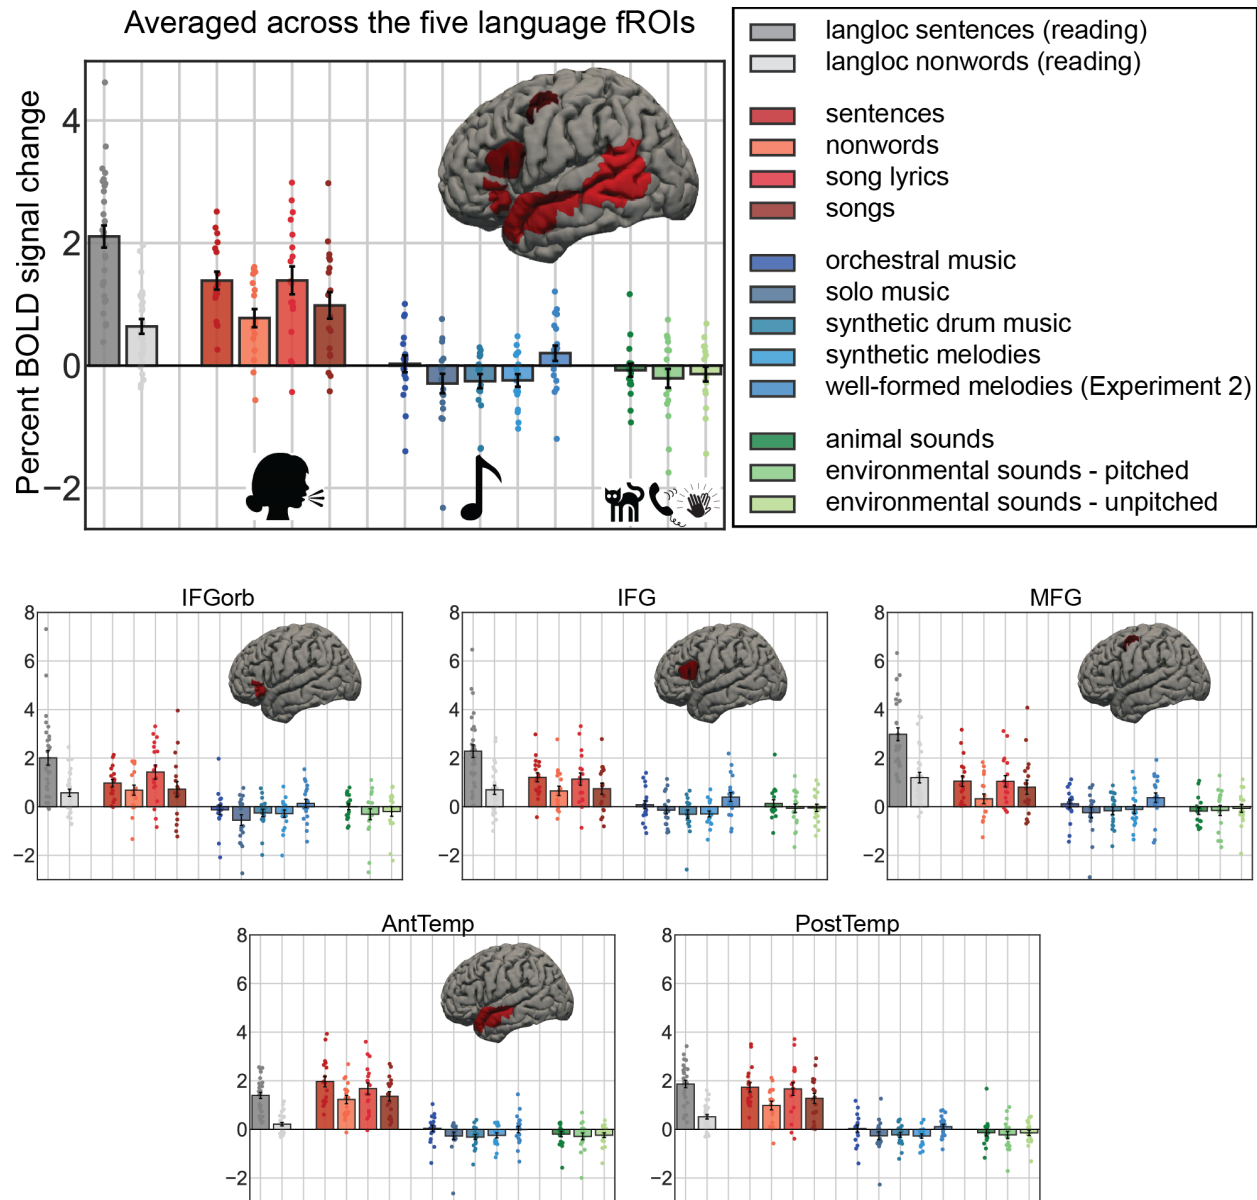 Averaged across the five language fROIs
Percent BOLD signal change
4
2
0
−2
langloc sentences (reading)
langloc nonwords (reading)
sentences
nonwords
song lyrics
songs
orchestral music
solo music
synthetic drum music
synthetic melodies
well-formed melodies (Experiment 2)
animal sounds
environmental sounds - pitched
environmental sounds - unpitched
IFGorb
8
6
4
2
0
−2
IFG
8
6
4
2
0
−2
MFG
8
6
4
2
0
−2
AntTemp
8
6
4
2
0
−2
PostTemp
8
6
4
2
0
−2